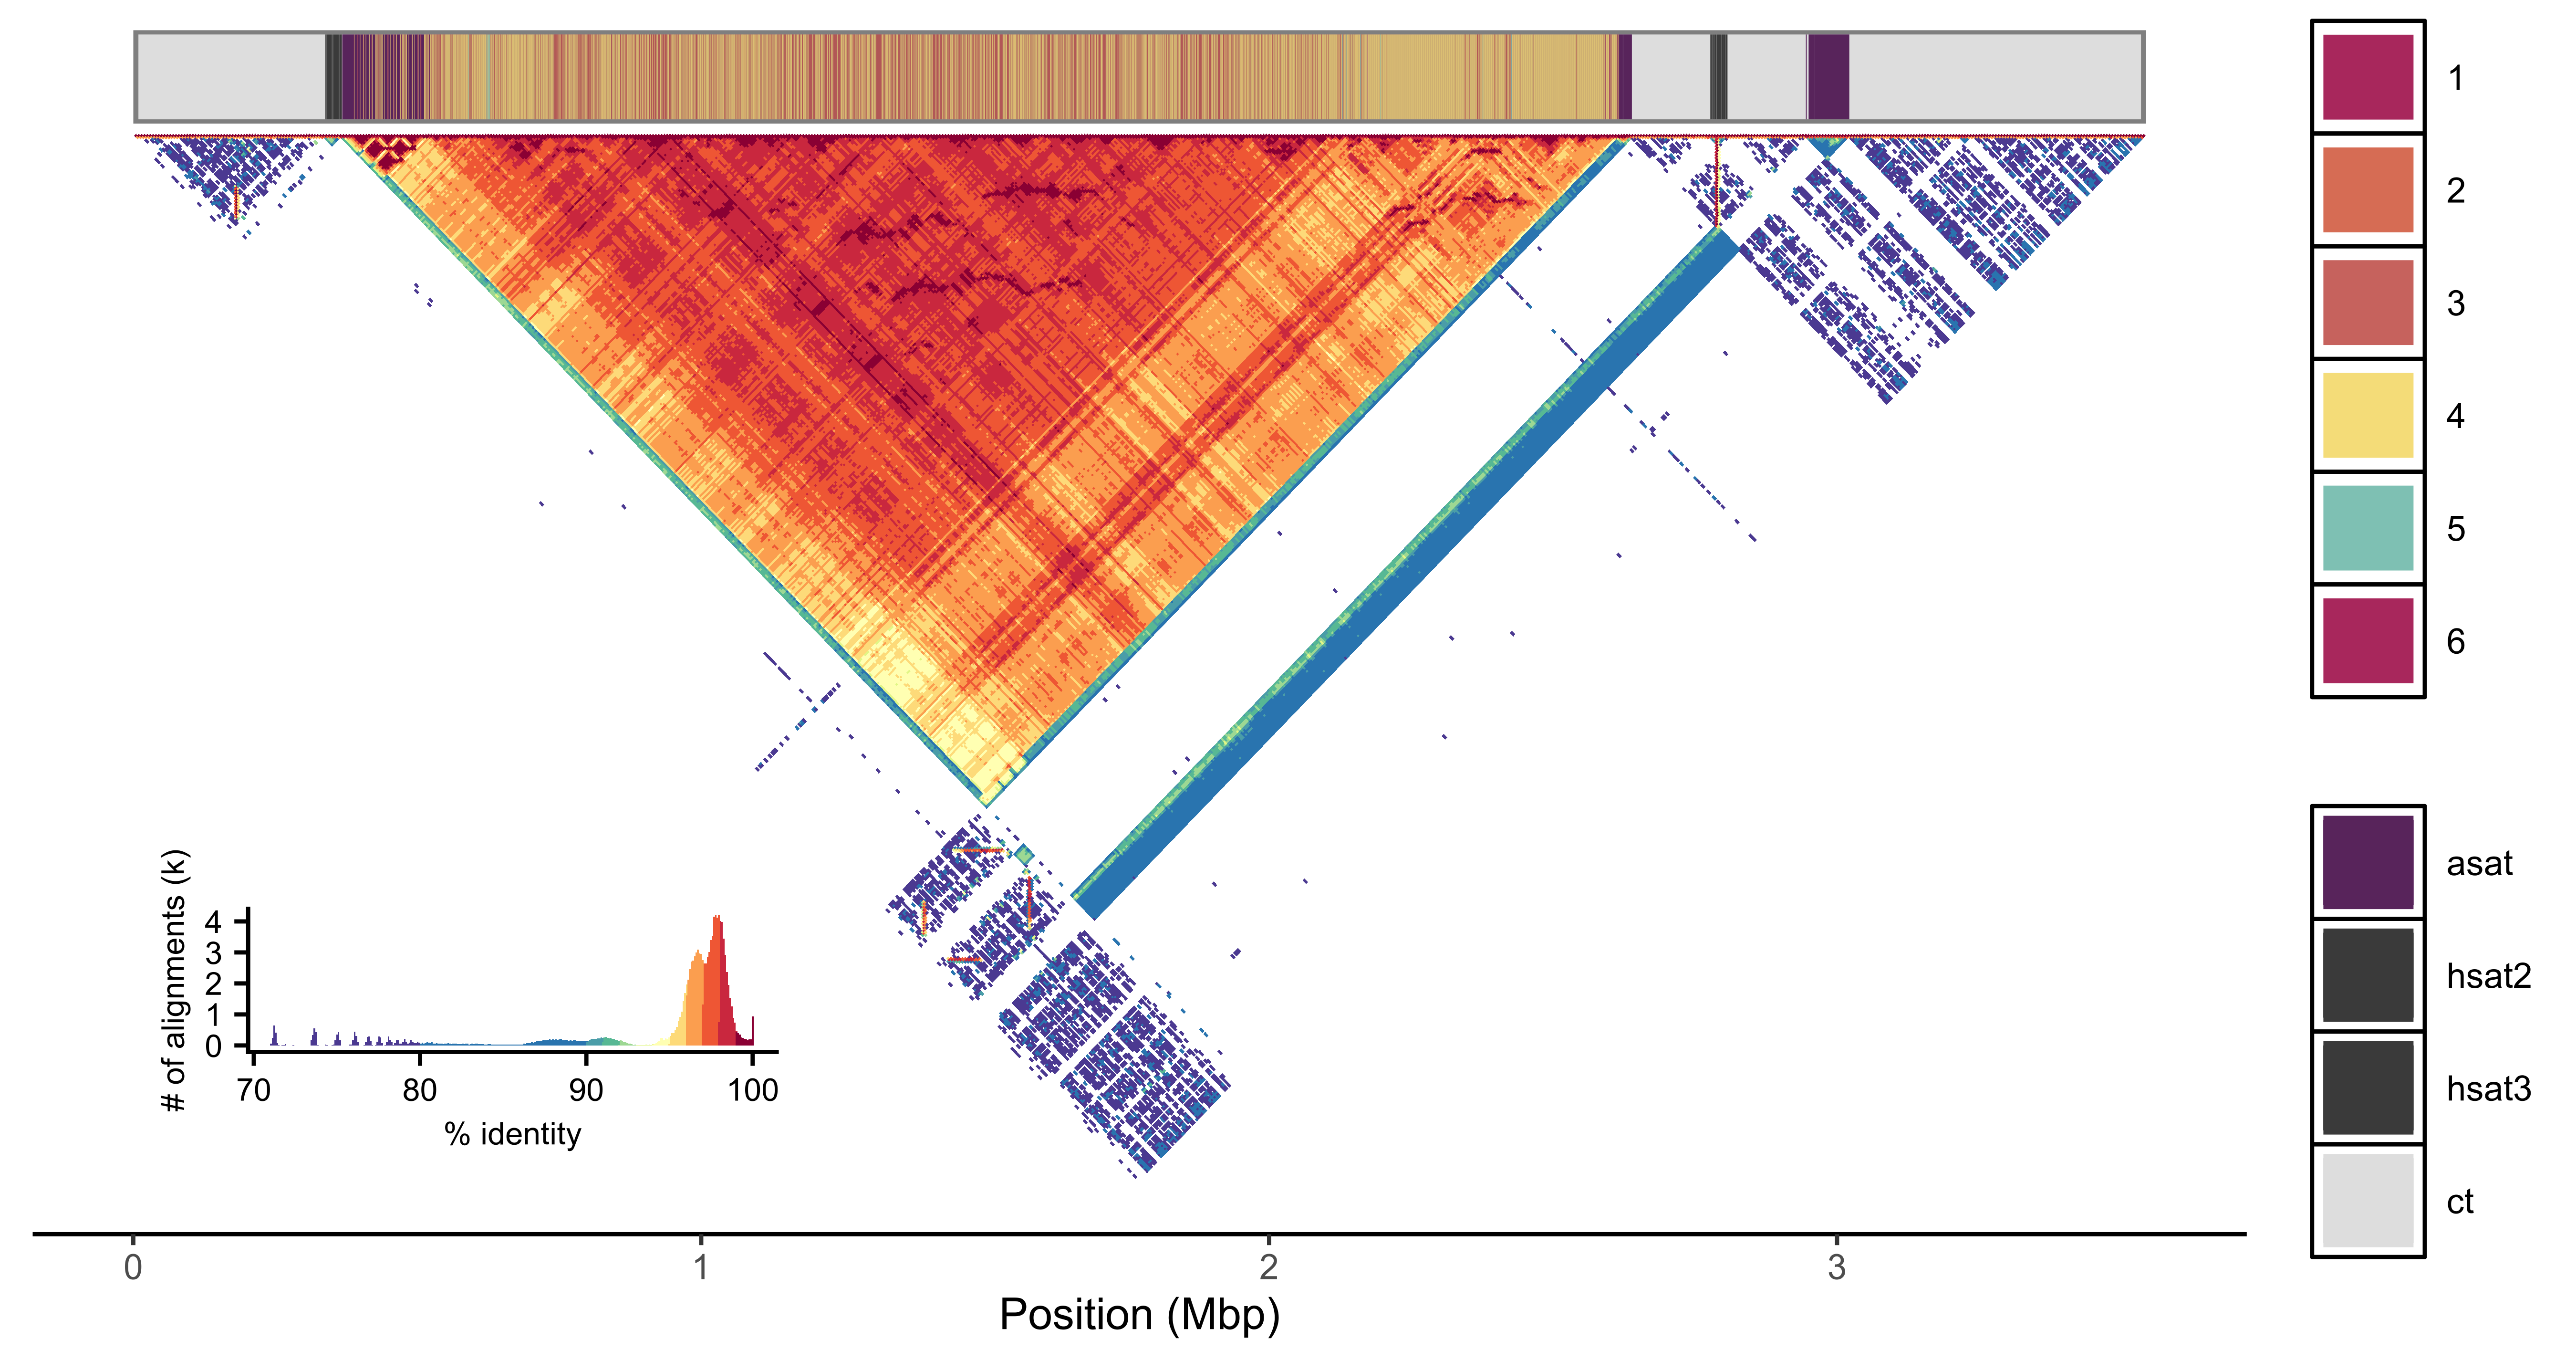 1
2
3
4
5
6
asat
hsat2
hsat3
ct
# of alignments (k)
4
3
2
1
0
70 80 90 100
% identity
0 1 2 3
Position (Mbp)